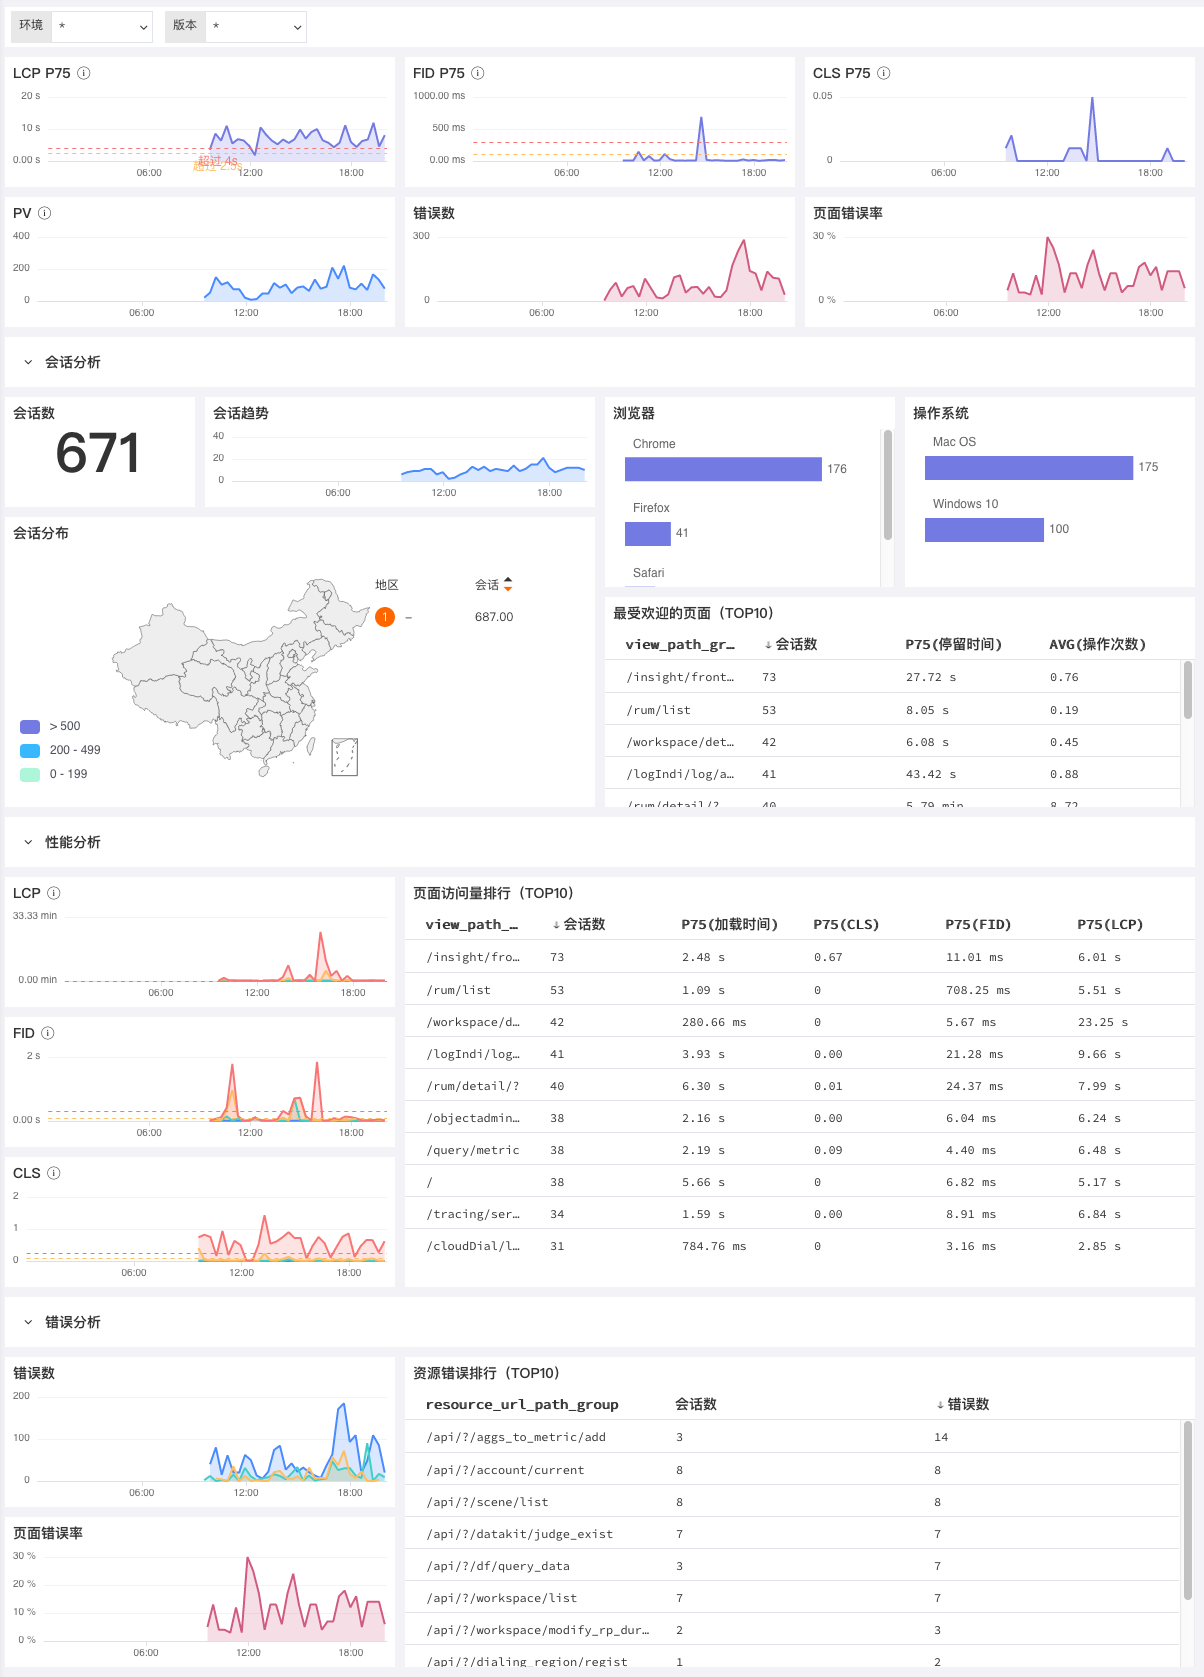 环境 * 版本 *
LCP P75
20 s
10 s
0.00 s
超过 4s
超过 2.5s
06:00 12:00 18:00
FID P75
1000.00 ms
500 ms
0.00 ms
06:00 12:00 18:00
CLS P75
0.05
0
06:00 12:00 18:00
PV
400
200
0
06:00 12:00 18:00
错误数
300
0
06:00 12:00 18:00
页面错误率
30 %
0 %
06:00 12:00 18:00
会话分析
会话数
671
会话趋势
40
20
0
06:00 12:00 18:00
浏览器
Chrome
176
Firefox
41
Safari
操作系统
Mac OS
175
Windows 10
100
会话分布
地区 会话
1 – 687.00
> 500
200 - 499
0 - 199
最受欢迎的页面（TOP10）
view_path_gr… ↓ 会话数 P75(停留时间) AVG(操作次数)
/insight/front… 73 27.72 s 0.76
/rum/list 53 8.05 s 0.19
/workspace/det… 42 6.08 s 0.45
/logIndi/log/a… 41 43.42 s 0.88
/rum/detail/? 40 5.79 min 8.72
性能分析
LCP
33.33 min
0.00 min
06:00 12:00 18:00
FID
2 s
0.00 s
06:00 12:00 18:00
CLS
2
1
0
06:00 12:00 18:00
页面访问量排行（TOP10）
view_path_… ↓ 会话数 P75(加载时间) P75(CLS) P75(FID) P75(LCP)
/insight/fro… 73 2.48 s 0.67 11.01 ms 6.01 s
/rum/list 53 1.09 s 0 708.25 ms 5.51 s
/workspace/d… 42 280.66 ms 0 5.67 ms 23.25 s
/logIndi/log… 41 3.93 s 0.00 21.28 ms 9.66 s
/rum/detail/? 40 6.30 s 0.01 24.37 ms 7.99 s
/objectadmin… 38 2.16 s 0.00 6.04 ms 6.24 s
/query/metric 38 2.19 s 0.09 4.40 ms 6.48 s
/ 38 5.66 s 0 6.82 ms 5.17 s
/tracing/ser… 34 1.59 s 0.00 8.91 ms 6.84 s
/cloudDial/l… 31 784.76 ms 0 3.16 ms 2.85 s
错误分析
错误数
200
100
0
06:00 12:00 18:00
页面错误率
30 %
20 %
10 %
0 %
06:00 12:00 18:00
资源错误排行（TOP10）
resource_url_path_group 会话数 ↓ 错误数
/api/?/aggs_to_metric/add 3 14
/api/?/account/current 8 8
/api/?/scene/list 8 8
/api/?/datakit/judge_exist 7 7
/api/?/df/query_data 3 7
/api/?/workspace/list 7 7
/api/?/workspace/modify_rp_dur… 2 3
/api/?/dialing_region/regist 1 2